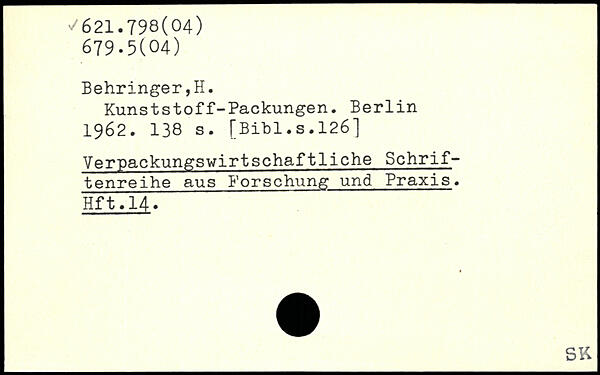 ✓621.798(04)
679.5(04)
Behringer,H.
Kunststoff-Packungen. Berlin
1962. 138 s. [Bibl.s.126]
Verpackungswirtschaftliche Schrif-
tenreihe aus Forschung und Praxis.
Hft.14.
SK